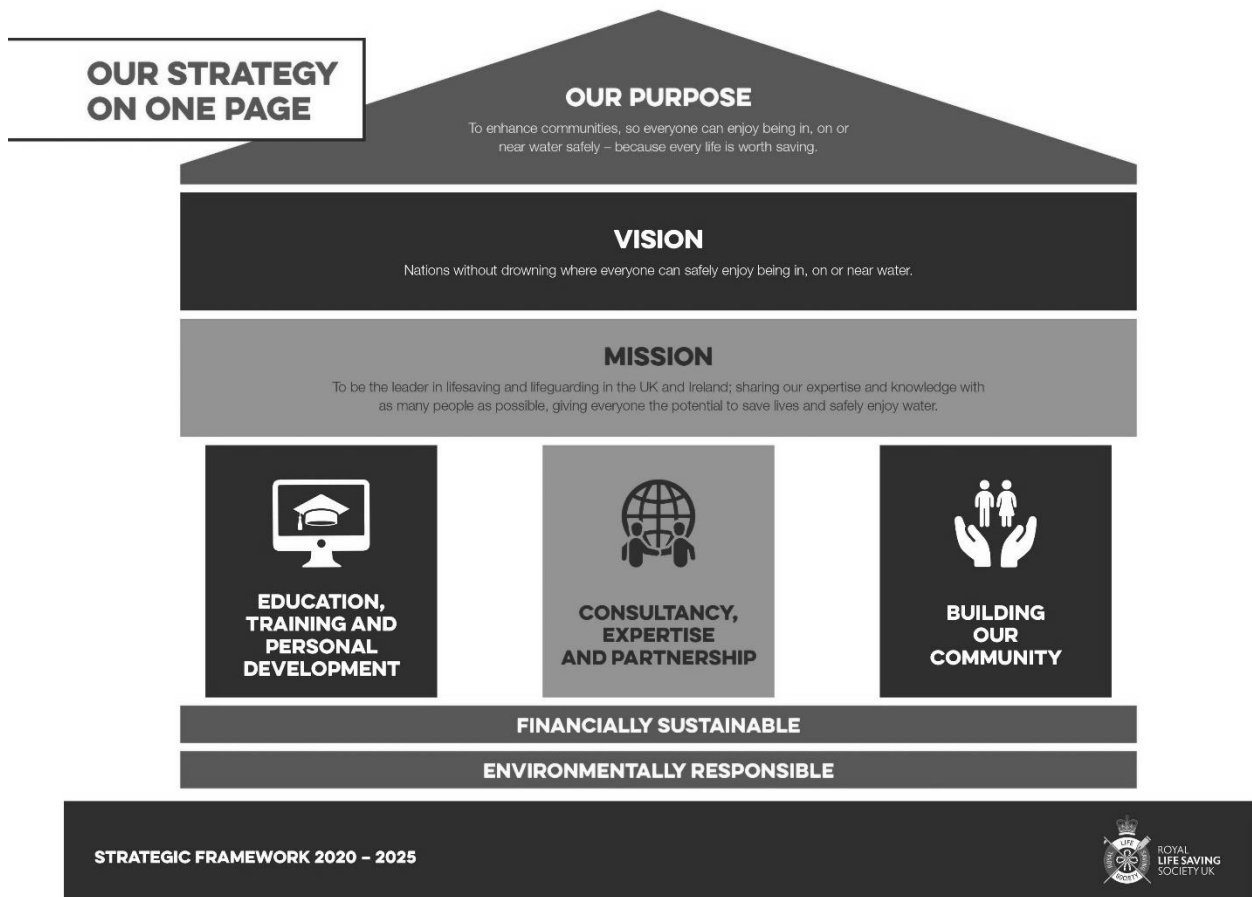 OUR STRATEGY
ON ONE PAGE
OUR PURPOSE
To enhance communities, so everyone can enjoy being in, on or
near water safely – because every life is worth saving.
VISION
Nations without drowning where everyone can safely enjoy being in, on or near water.
MISSION
To be the leader in lifesaving and lifeguarding in the UK and Ireland; sharing our expertise and knowledge with
as many people as possible, giving everyone the potential to save lives and safely enjoy water.
EDUCATION,
TRAINING AND
PERSONAL
DEVELOPMENT
CONSULTANCY,
EXPERTISE
AND PARTNERSHIP
BUILDING
OUR
COMMUNITY
FINANCIALLY SUSTAINABLE
ENVIRONMENTALLY RESPONSIBLE
STRATEGIC FRAMEWORK 2020 – 2025
LIFE
SAVING
SOCIETY
ROYAL
LIFE SAVING
SOCIETY UK